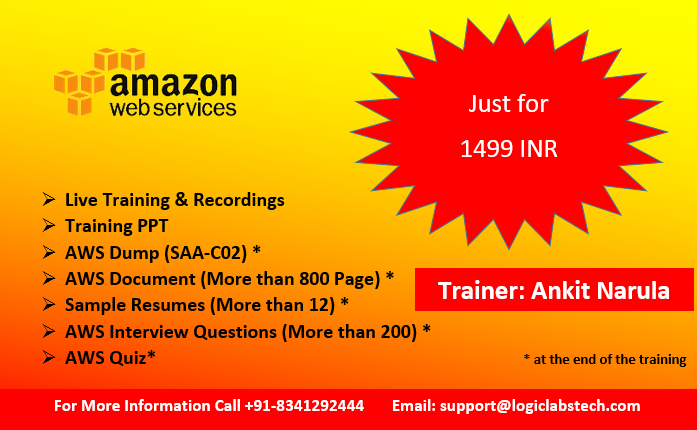 amazon
web services
Just for
1499 INR
Live Training & Recordings
Training PPT
AWS Dump (SAA-C02) *
AWS Document (More than 800 Page) *
Sample Resumes (More than 12) *
AWS Interview Questions (More than 200) *
AWS Quiz*
Trainer: Ankit Narula
* at the end of the training
For More Information Call +91-8341292444 Email: support@logiclabstech.com